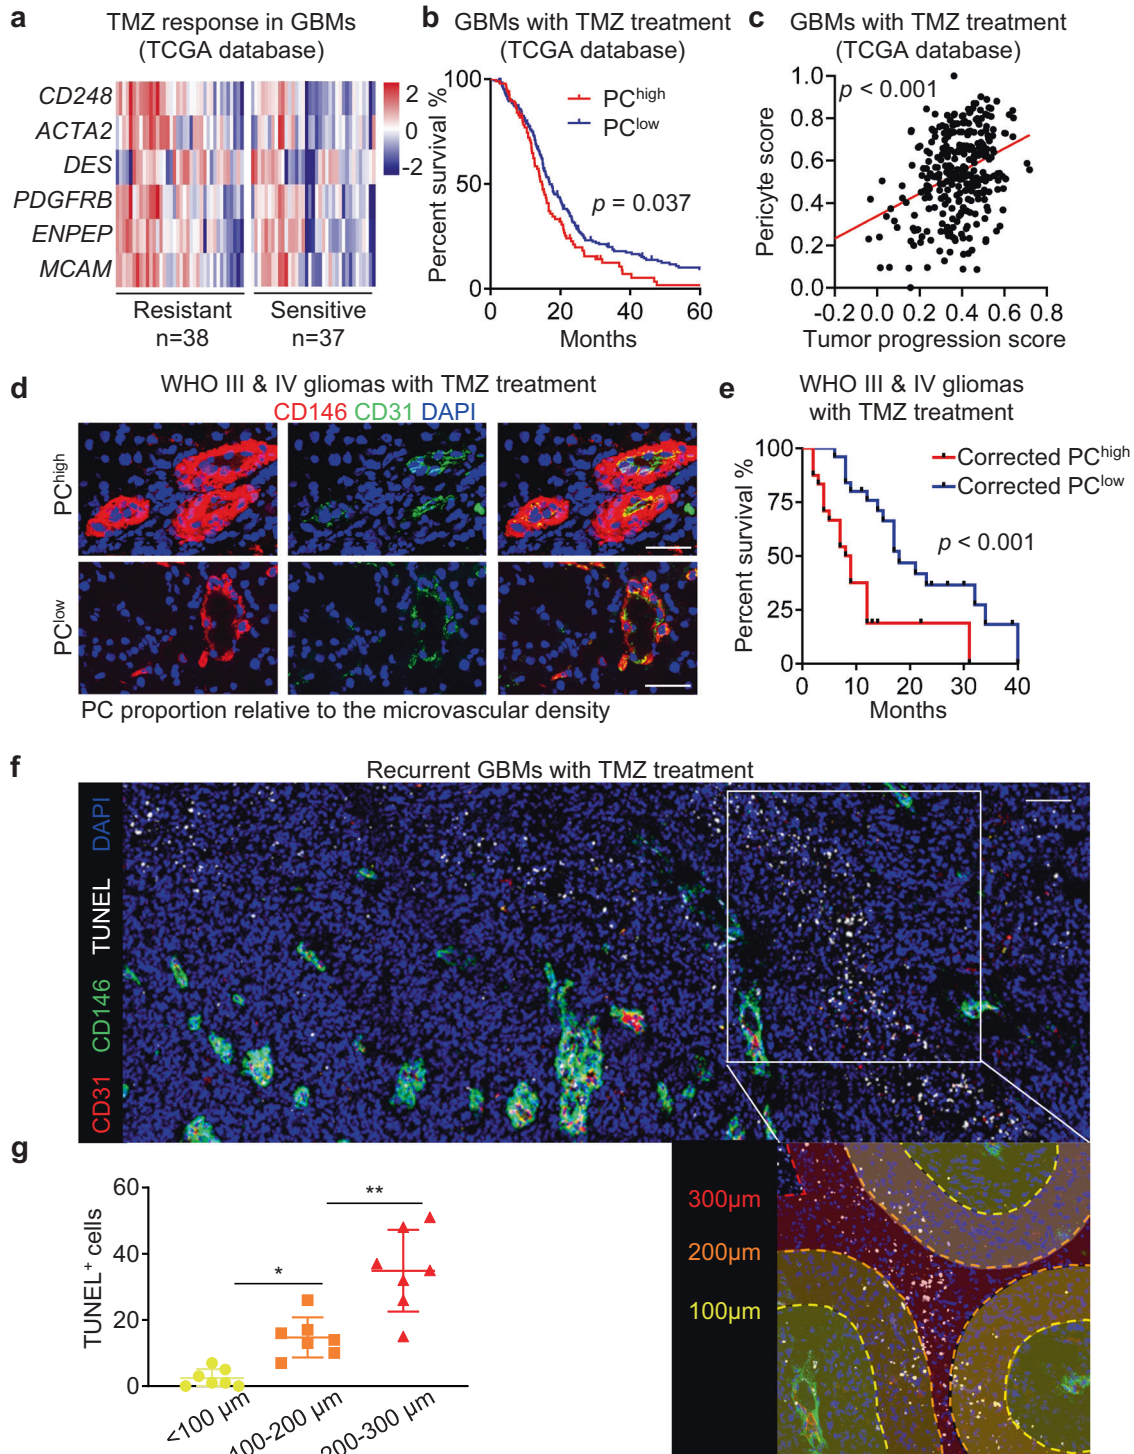 a
TMZ response in GBMs
(TCGA database)
CD248
ACTA2
DES
PDGFRB
ENPEP
MCAM
2
0
-2
Resistant
n=38
Sensitive
n=37
b
GBMs with TMZ treatment
(TCGA database)
Percent survival %
100
50
0
PChigh
PClow
p = 0.037
0 20 40 60
Months
c
GBMs with TMZ treatment
(TCGA database)
Pericyte score
1.0
0.8
0.6
0.4
0.2
0.0
p < 0.001
-0.2 0.0 0.2 0.4 0.6 0.8
Tumor progression score
d
WHO III & IV gliomas with TMZ treatment
CD146 CD31 DAPI
PChigh
PClow
PC proportion relative to the microvascular density
e
WHO III & IV gliomas
with TMZ treatment
Percent survival %
100
75
50
25
0
Corrected PChigh
Corrected PClow
p < 0.001
0 10 20 30 40
Months
f
Recurrent GBMs with TMZ treatment
CD31 CD146 TUNEL DAPI
300µm
200µm
100µm
g
TUNEL+ cells
60
40
20
0
*
**
<100 µm
100-200 µm
200-300 µm